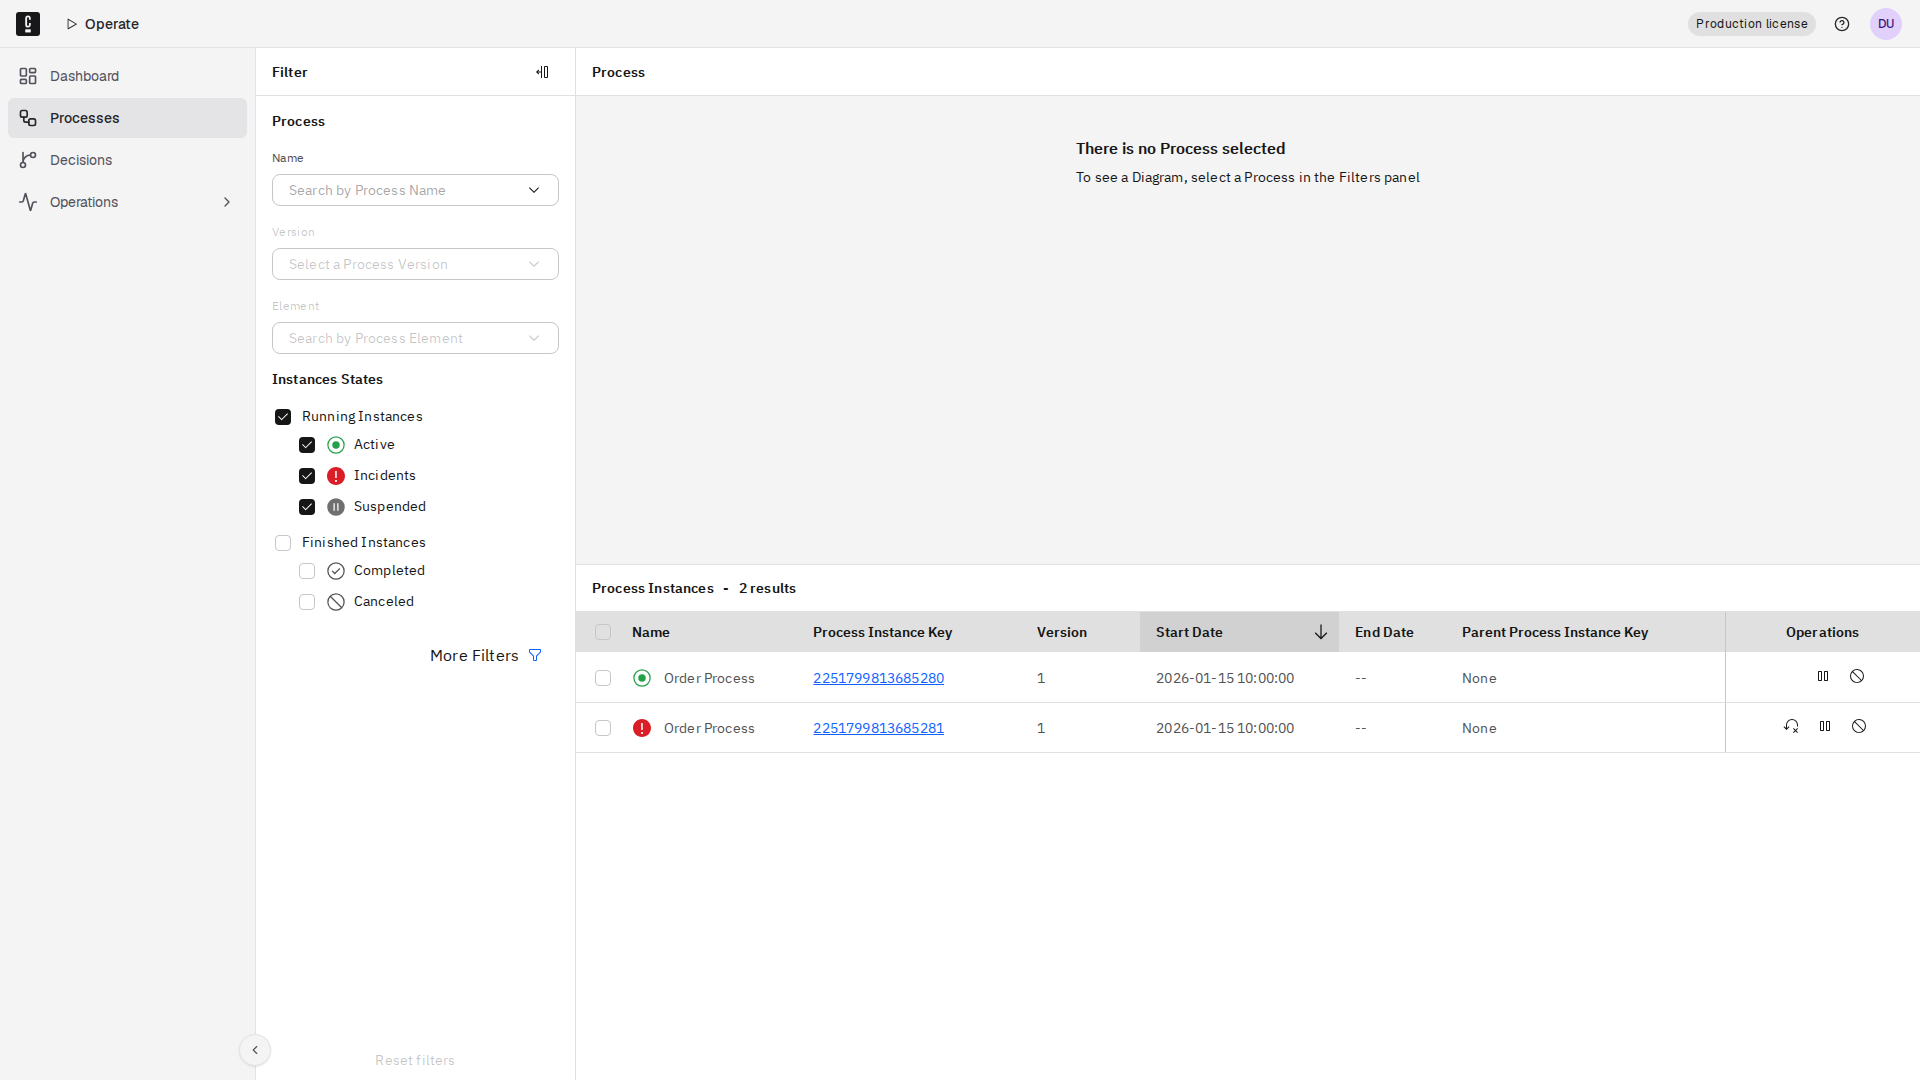 Operate
Production license
DU
Dashboard
Processes
Decisions
Operations
Filter
Process
Name
Search by Process Name
Version
Select a Process Version
Element
Search by Process Element
Instances States
Running Instances
Active
Incidents
Suspended
Finished Instances
Completed
Canceled
More Filters
Reset filters
Process
There is no Process selected
To see a Diagram, select a Process in the Filters panel
Process Instances - 2 results
Name Process Instance Key Version Start Date End Date Parent Process Instance Key Operations
Order Process 2251799813685280 1 2026-01-15 10:00:00 -- None
Order Process 2251799813685281 1 2026-01-15 10:00:00 -- None